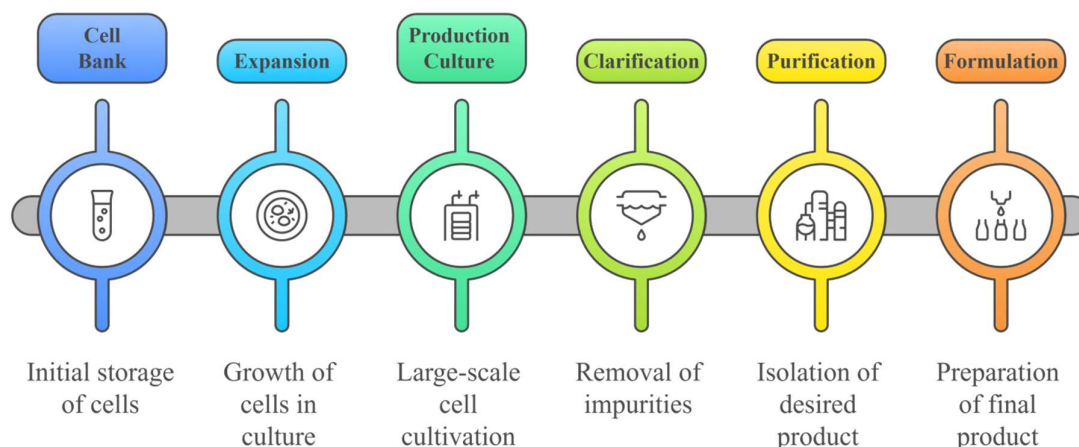 Cell
Bank
Expansion
Production
Culture
Clarification
Purification
Formulation
Initial storage
of cells
Growth of
cells in
culture
Large-scale
cell
cultivation
Removal of
impurities
Isolation of
desired
product
Preparation
of final
product